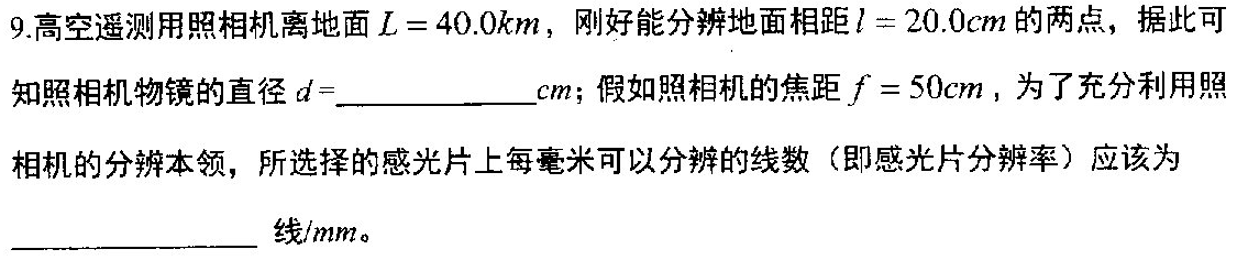 9.高空遥测用照相机离地面 L = 40.0km，刚好能分辨地面相距 l = 20.0cm 的两点，据此可
知照相机物镜的直径 d =____________cm；假如照相机的焦距 f = 50cm，为了充分利用照
相机的分辨本领，所选择的感光片上每毫米可以分辨的线数（即感光片分辨率）应该为
______________ 线/mm。